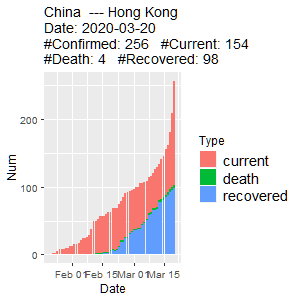 China  --- Hong Kong
Date: 2020-03-20
#Confirmed: 256   #Current: 154
#Death: 4   #Recovered: 98
200
100
0
Num
Feb 01 Feb 15 Mar 01 Mar 15
Date
Type
current
death
recovered